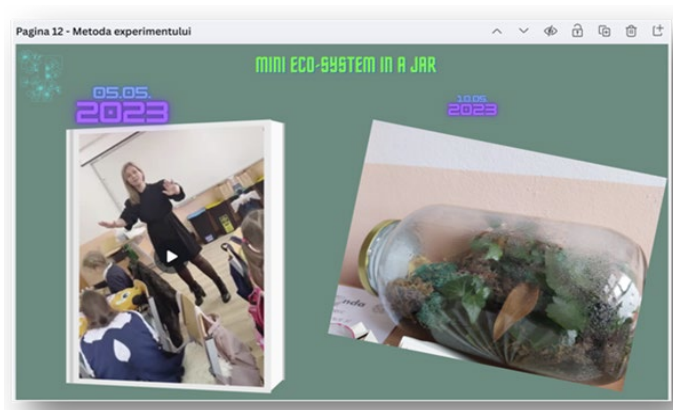 Pagina 12 - Metoda experimentului
MINI ECO-SYSTEM IN A JAR
05.05.
2023
10.05.
2023